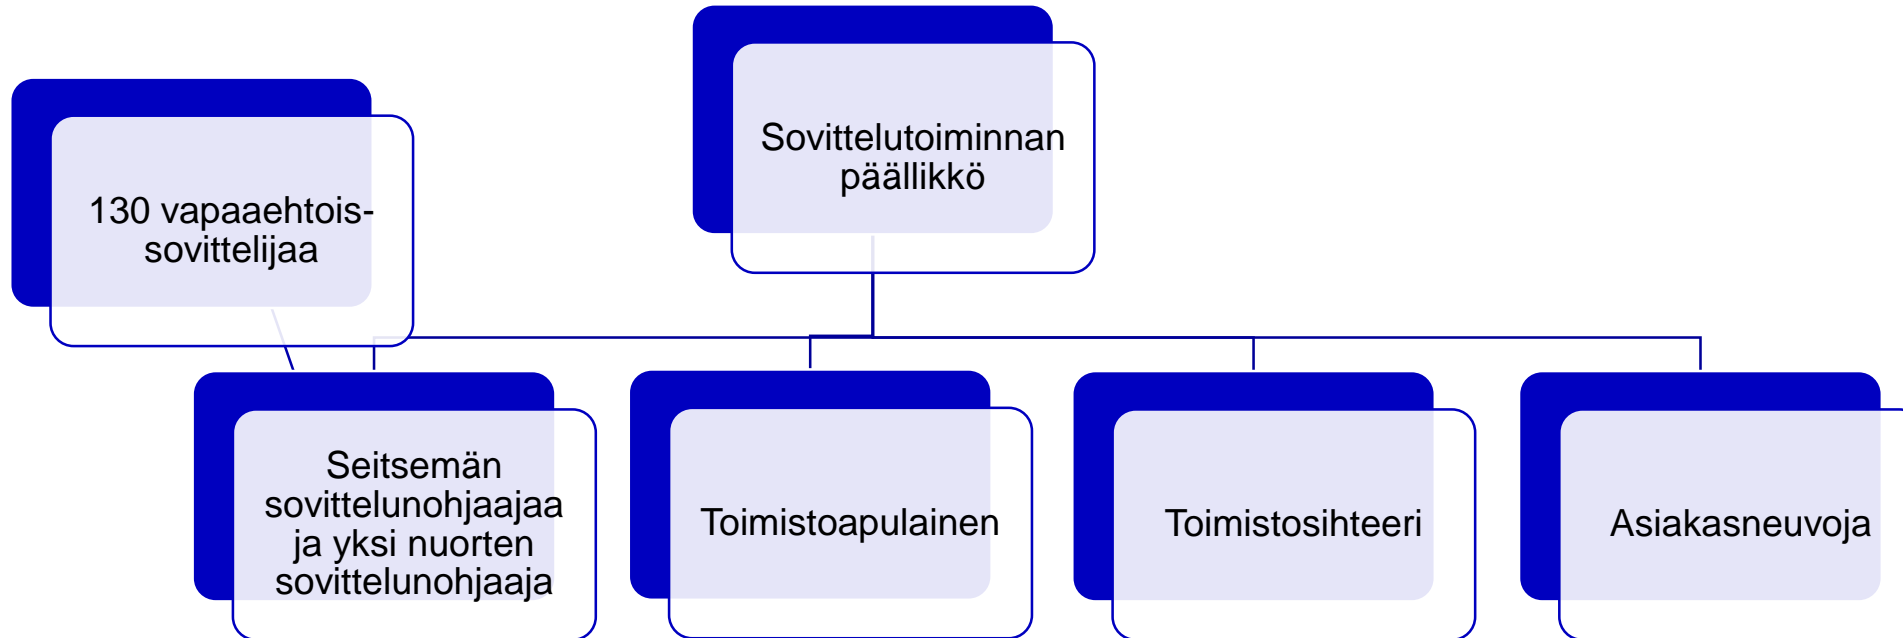 Sovittelutoiminnan
päällikkö
130 vapaaehtois-
sovittelijaa
Seitsemän
sovittelunohjaajaa
ja yksi nuorten
sovittelunohjaaja
Toimistoapulainen
Toimistosihteeri
Asiakasneuvoja